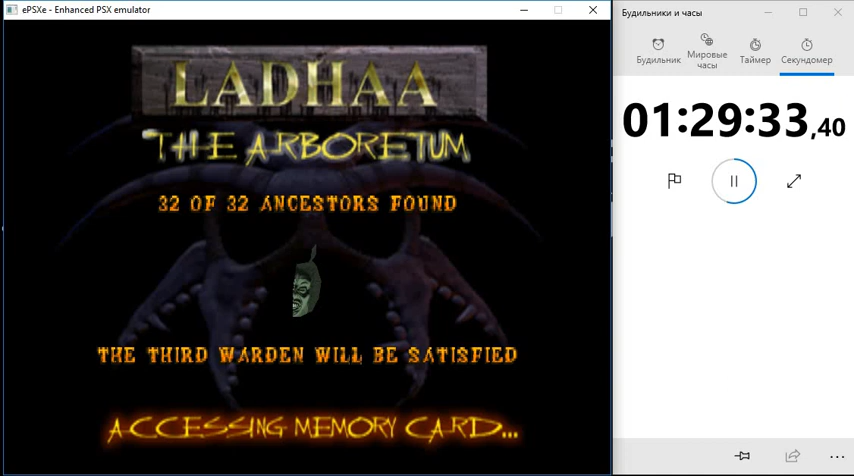 ePSXe - Enhanced PSX emulator
LADHAA
THE ARBORETUM
32 OF 32 ANCESTORS FOUND
THE THIRD WARDEN WILL BE SATISFIED
ACCESSING MEMORY CARD...
Будильники и часы
Будильник
Мировые часы
Таймер
Секундомер
01:29:33,40